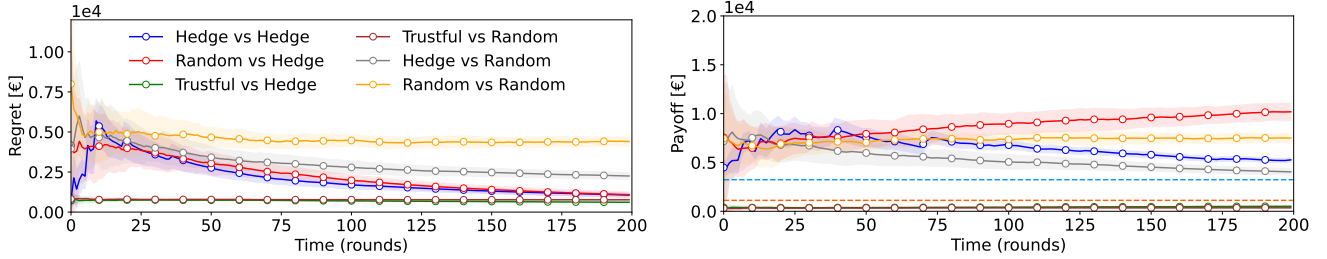 1e4
Regret [€]
1.00
0.75
0.50
0.25
0.00
Hedge vs Hedge
Random vs Hedge
Trustful vs Hedge
Trustful vs Random
Hedge vs Random
Random vs Random
0 25 50 75 100 125 150 175 200
Time (rounds)
1e4
Payoff [€]
2.0
1.5
1.0
0.5
0.0
0 25 50 75 100 125 150 175 200
Time (rounds)